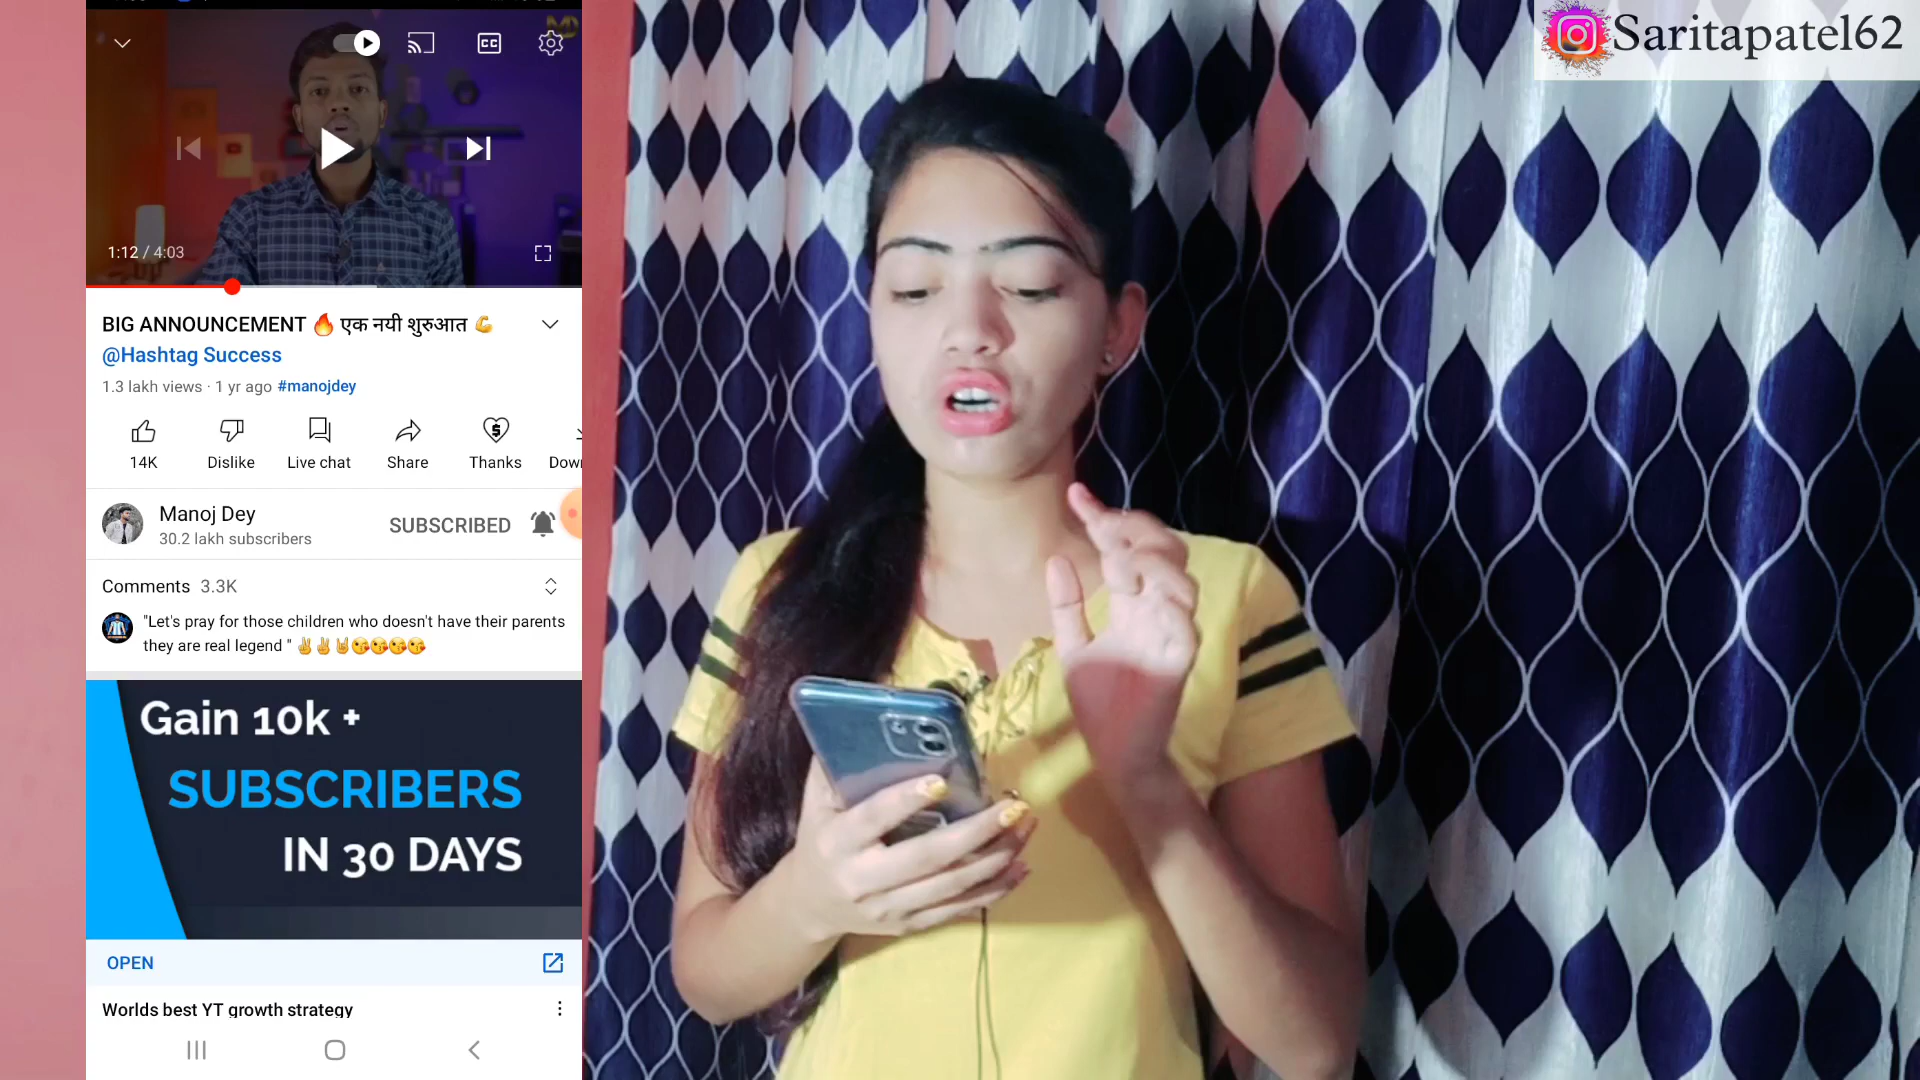 Saritapatel62
CC
1:12 / 4:03
BIG ANNOUNCEMENT 🔥 एक नयी शुरुआत 💪
@Hashtag Success
1.3 lakh views · 1 yr ago #manojdey
14K
Dislike
Live chat
Share
Thanks
Dow
Manoj Dey
30.2 lakh subscribers
SUBSCRIBED
Comments 3.3K
"Let's pray for those children who doesn't have their parents
they are real legend " ✌✌🤘😘😘😘😘
Gain 10k +
SUBSCRIBERS
IN 30 DAYS
OPEN
Worlds best YT growth strategy